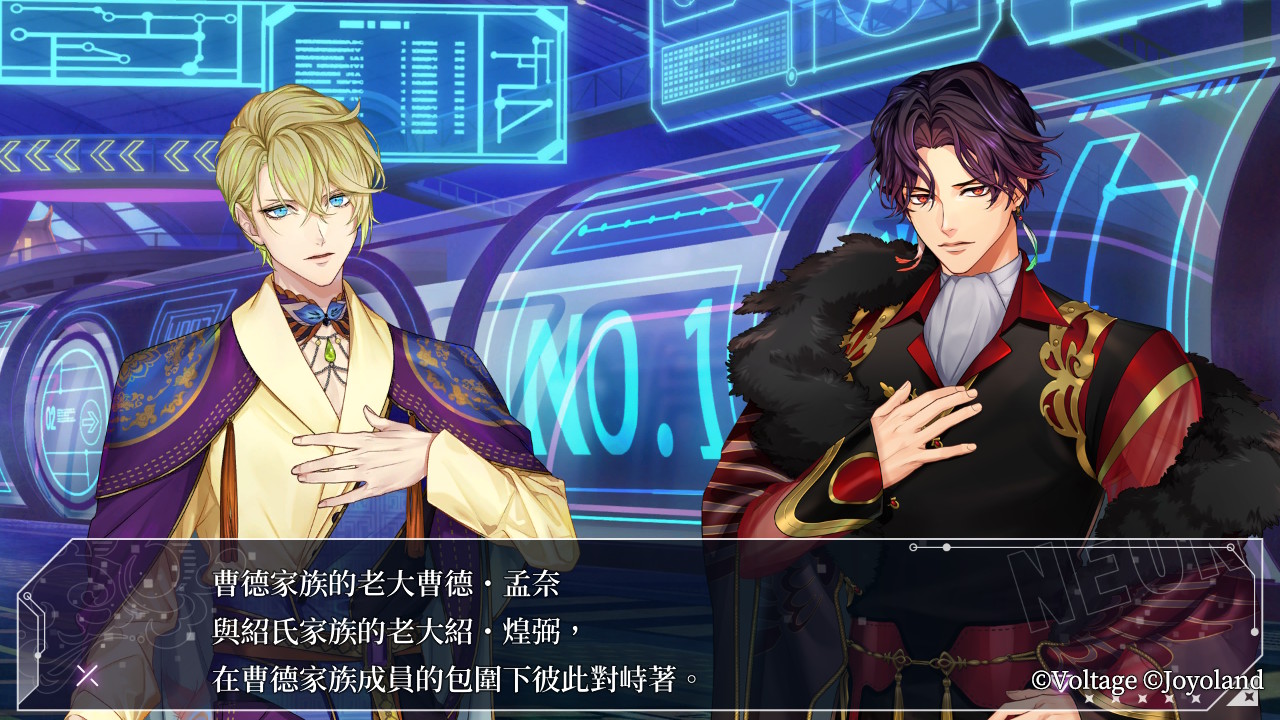 NO.1
02
曹德家族的老大曹德・孟奈
與紹氏家族的老大紹・煌弼，
在曹德家族成員的包圍下彼此對峙著。
©Voltage ©Joyoland